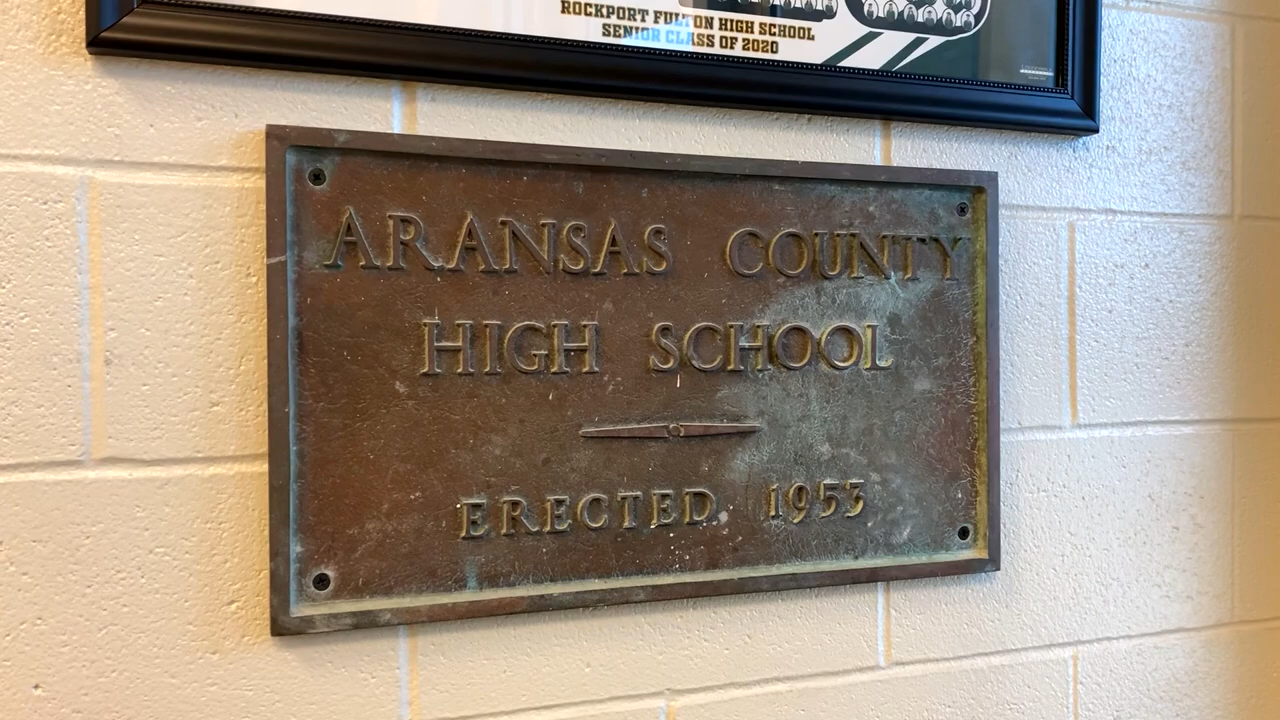 ROCKPORT FULTON HIGH SCHOOL
SENIOR CLASS OF 2020
ARANSAS COUNTY
HIGH SCHOOL
ERECTED 1953